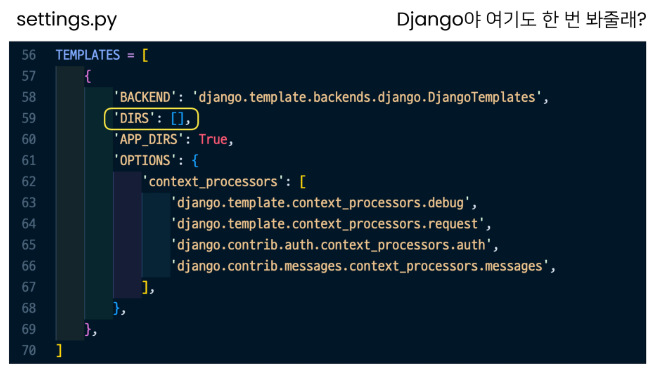 settings.py
Django야 여기도 한 번 봐줄래?
56 TEMPLATES = [
57 {
58 'BACKEND': 'django.template.backends.django.DjangoTemplates',
59 'DIRS': [],
60 'APP_DIRS': True,
61 'OPTIONS': {
62 'context_processors': [
63 'django.template.context_processors.debug',
64 'django.template.context_processors.request',
65 'django.contrib.auth.context_processors.auth',
66 'django.contrib.messages.context_processors.messages',
67 ],
68 },
69 },
70 ]